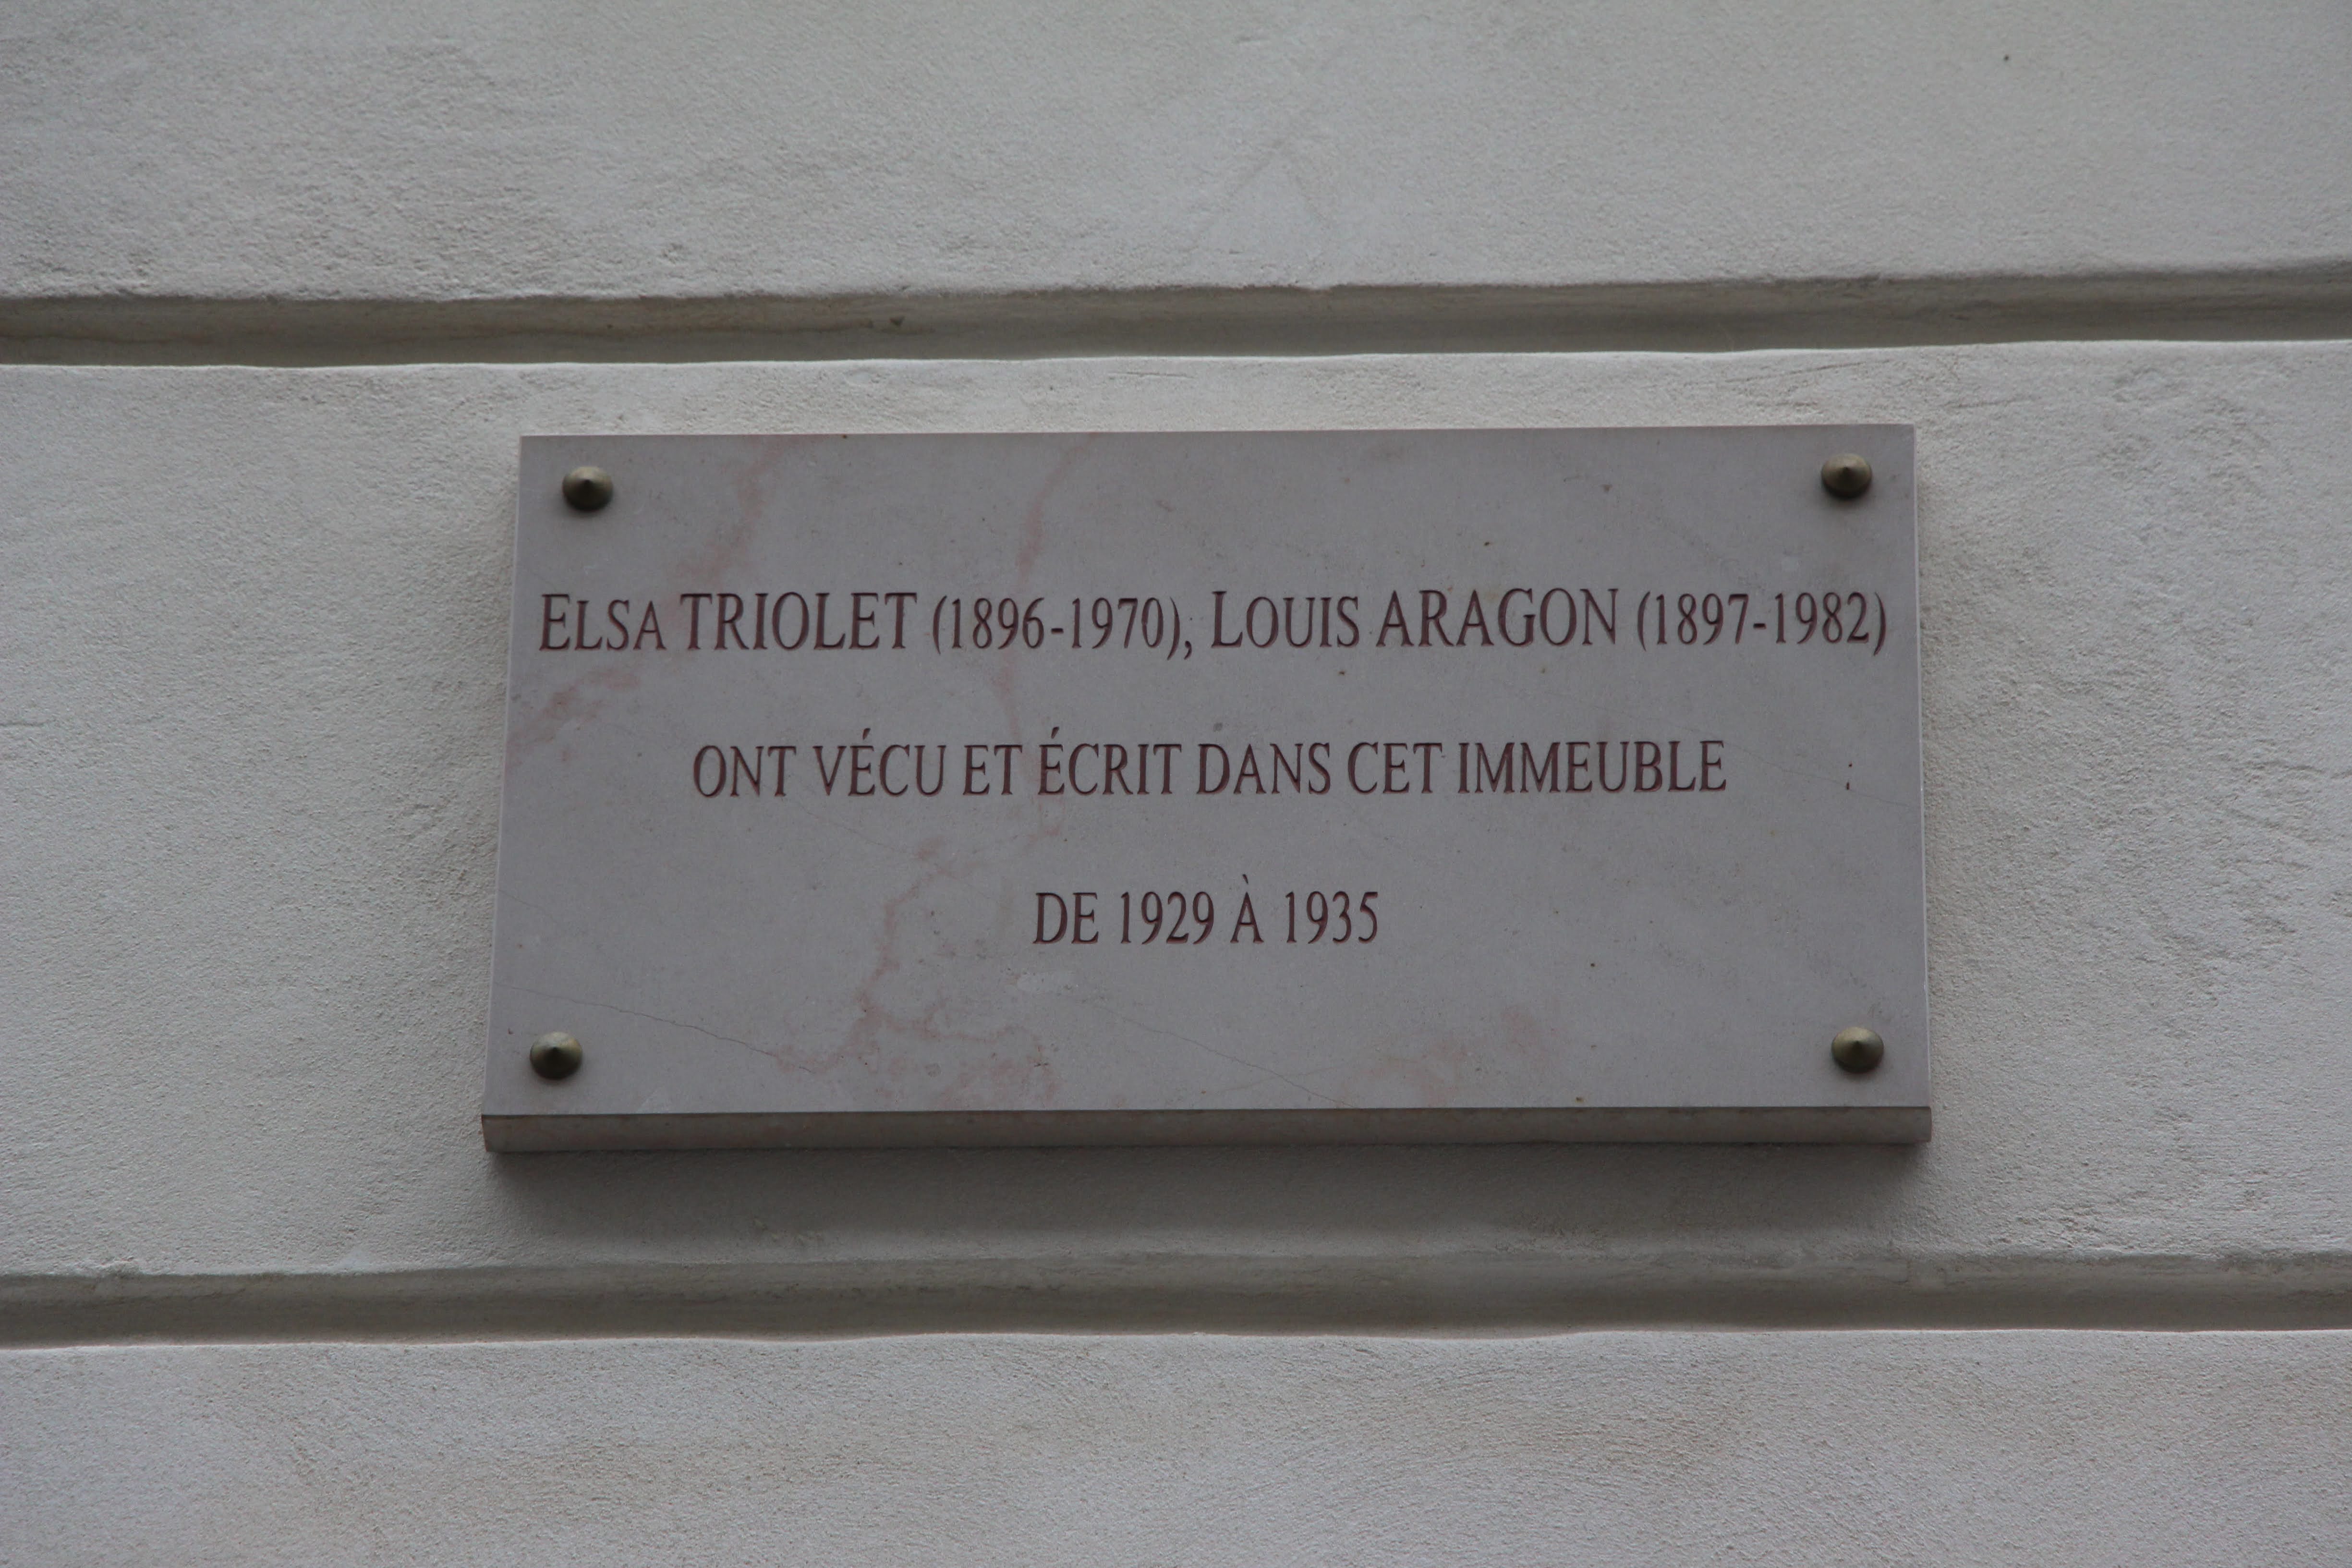 ELSA TRIOLET (1896-1970), LOUIS ARAGON (1897-1982)
ONT VÉCU ET ÉCRIT DANS CET IMMEUBLE
DE 1929 À 1935